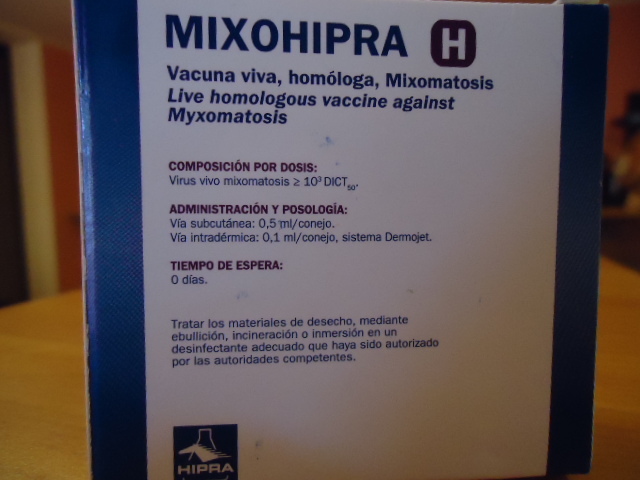 MIXOHIPRA H
Vacuna viva, homóloga, Mixomatosis
Live homologous vaccine against
Myxomatosis
COMPOSICIÓN POR DOSIS:
Virus vivo mixomatosis ≥ 10³ DICT₅₀.
ADMINISTRACIÓN Y POSOLOGÍA:
Vía subcutánea: 0,5 ml/conejo.
Vía intradérmica: 0,1 ml/conejo, sistema Dermojet.
TIEMPO DE ESPERA:
0 días.
Tratar los materiales de desecho, mediante
ebullición, incineración o inmersión en un
desinfectante adecuado que haya sido autorizado
por las autoridades competentes.
HIPRA